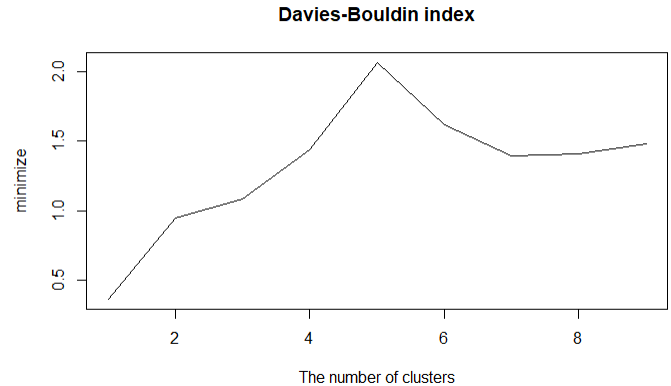 Davies-Bouldin index
2.0
1.5
1.0
0.5
minimize
2
4
6
8
The number of clusters